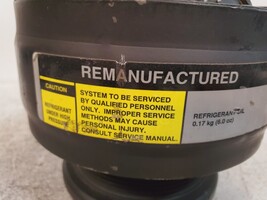 REMANUFACTURED
CAUTION
REFRIGERANT
UNDER HIGH
PRESSURE
SYSTEM TO BE SERVICED
BY QUALIFIED PERSONNEL
ONLY. IMPROPER SERVICE
METHODS MAY CAUSE
PERSONAL INJURY.
CONSULT SERVICE MANUAL.
REFRIGERANT OIL
0.17 kg (6.0 oz)